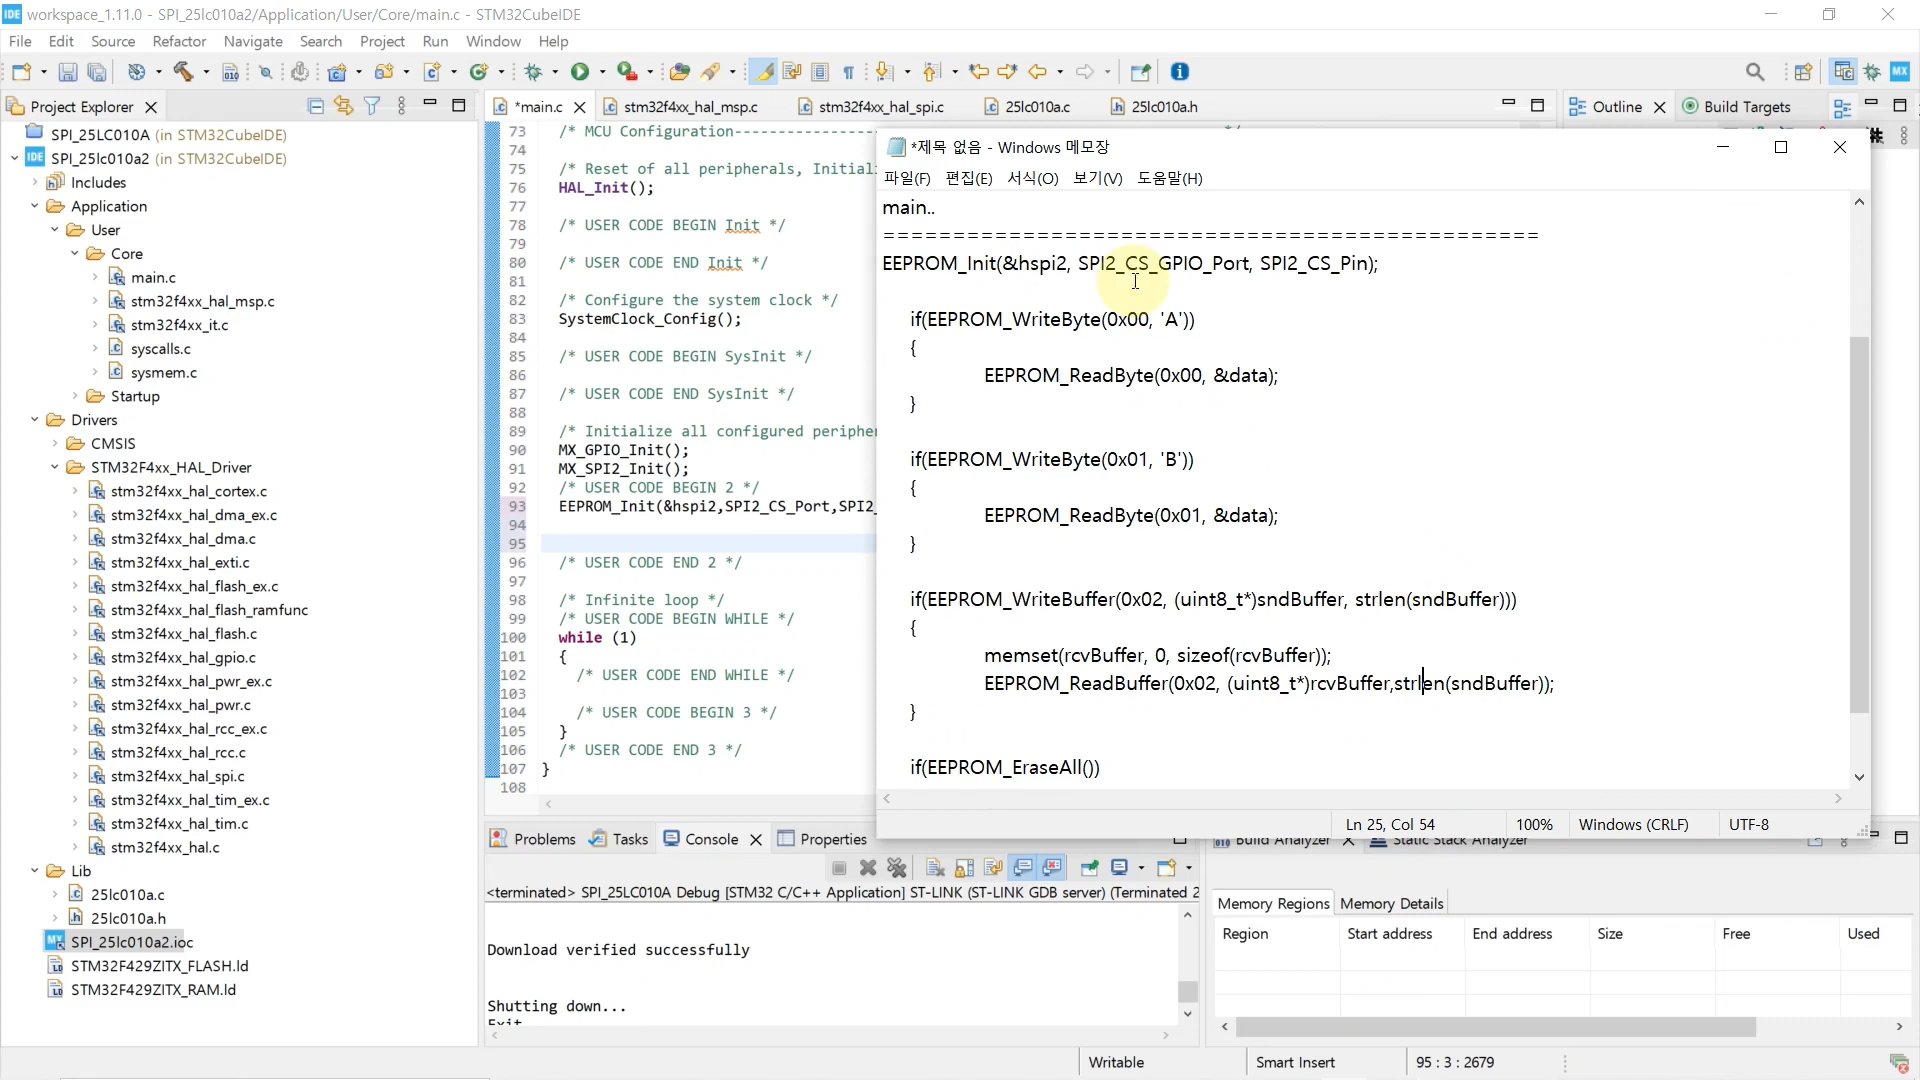 workspace_1.11.0 - SPI_25lc010a2/Application/User/Core/main.c - STM32CubeIDE
File Edit Source Refactor Navigate Search Project Run Window Help
Project Explorer
*main.c stm32f4xx_hal_msp.c stm32f4xx_hal_spi.c 25lc010a.c 25lc010a.h
Outline Build Targets
SPI_25LC010A (in STM32CubeIDE)
SPI_25lc010a2 (in STM32CubeIDE)
Includes
Application
User
Core
main.c
stm32f4xx_hal_msp.c
stm32f4xx_it.c
syscalls.c
sysmem.c
Startup
Drivers
CMSIS
STM32F4xx_HAL_Driver
stm32f4xx_hal_cortex.c
stm32f4xx_hal_dma_ex.c
stm32f4xx_hal_dma.c
stm32f4xx_hal_exti.c
stm32f4xx_hal_flash_ex.c
stm32f4xx_hal_flash_ramfunc
stm32f4xx_hal_flash.c
stm32f4xx_hal_gpio.c
stm32f4xx_hal_pwr_ex.c
stm32f4xx_hal_pwr.c
stm32f4xx_hal_rcc_ex.c
stm32f4xx_hal_rcc.c
stm32f4xx_hal_spi.c
stm32f4xx_hal_tim_ex.c
stm32f4xx_hal_tim.c
stm32f4xx_hal.c
Lib
25lc010a.c
25lc010a.h
SPI_25lc010a2.ioc
STM32F429ZITX_FLASH.ld
STM32F429ZITX_RAM.ld
73 /* MCU Configuration-----------------
74
75 /* Reset of all peripherals, Initiali
76 HAL_Init();
77
78 /* USER CODE BEGIN Init */
79
80 /* USER CODE END Init */
81
82 /* Configure the system clock */
83 SystemClock_Config();
84
85 /* USER CODE BEGIN SysInit */
86
87 /* USER CODE END SysInit */
88
89 /* Initialize all configured periphe
90 MX_GPIO_Init();
91 MX_SPI2_Init();
92 /* USER CODE BEGIN 2 */
93 EEPROM_Init(&hspi2,SPI2_CS_Port,SPI2_
94
95
96 /* USER CODE END 2 */
97
98 /* Infinite loop */
99 /* USER CODE BEGIN WHILE */
100 while (1)
101 {
102 /* USER CODE END WHILE */
103
104 /* USER CODE BEGIN 3 */
105 }
106 /* USER CODE END 3 */
107 }
108
*제목 없음 - Windows 메모장
파일(F) 편집(E) 서식(O) 보기(V) 도움말(H)
main..
===============================================
EEPROM_Init(&hspi2, SPI2_CS_GPIO_Port, SPI2_CS_Pin);
if(EEPROM_WriteByte(0x00, 'A'))
{
EEPROM_ReadByte(0x00, &data);
}
if(EEPROM_WriteByte(0x01, 'B'))
{
EEPROM_ReadByte(0x01, &data);
}
if(EEPROM_WriteBuffer(0x02, (uint8_t*)sndBuffer, strlen(sndBuffer)))
{
memset(rcvBuffer, 0, sizeof(rcvBuffer));
EEPROM_ReadBuffer(0x02, (uint8_t*)rcvBuffer,strlen(sndBuffer));
}
if(EEPROM_EraseAll())
Ln 25, Col 54 100% Windows (CRLF) UTF-8
Problems Tasks Console Properties
<terminated> SPI_25LC010A Debug [STM32 C/C++ Application] ST-LINK (ST-LINK GDB server) (Terminated 2
Download verified successfully
Shutting down...
Exit
Build Analyzer Static Stack Analyzer
Memory Regions Memory Details
Region Start address End address Size Free Used
Writable Smart Insert 95 : 3 : 2679